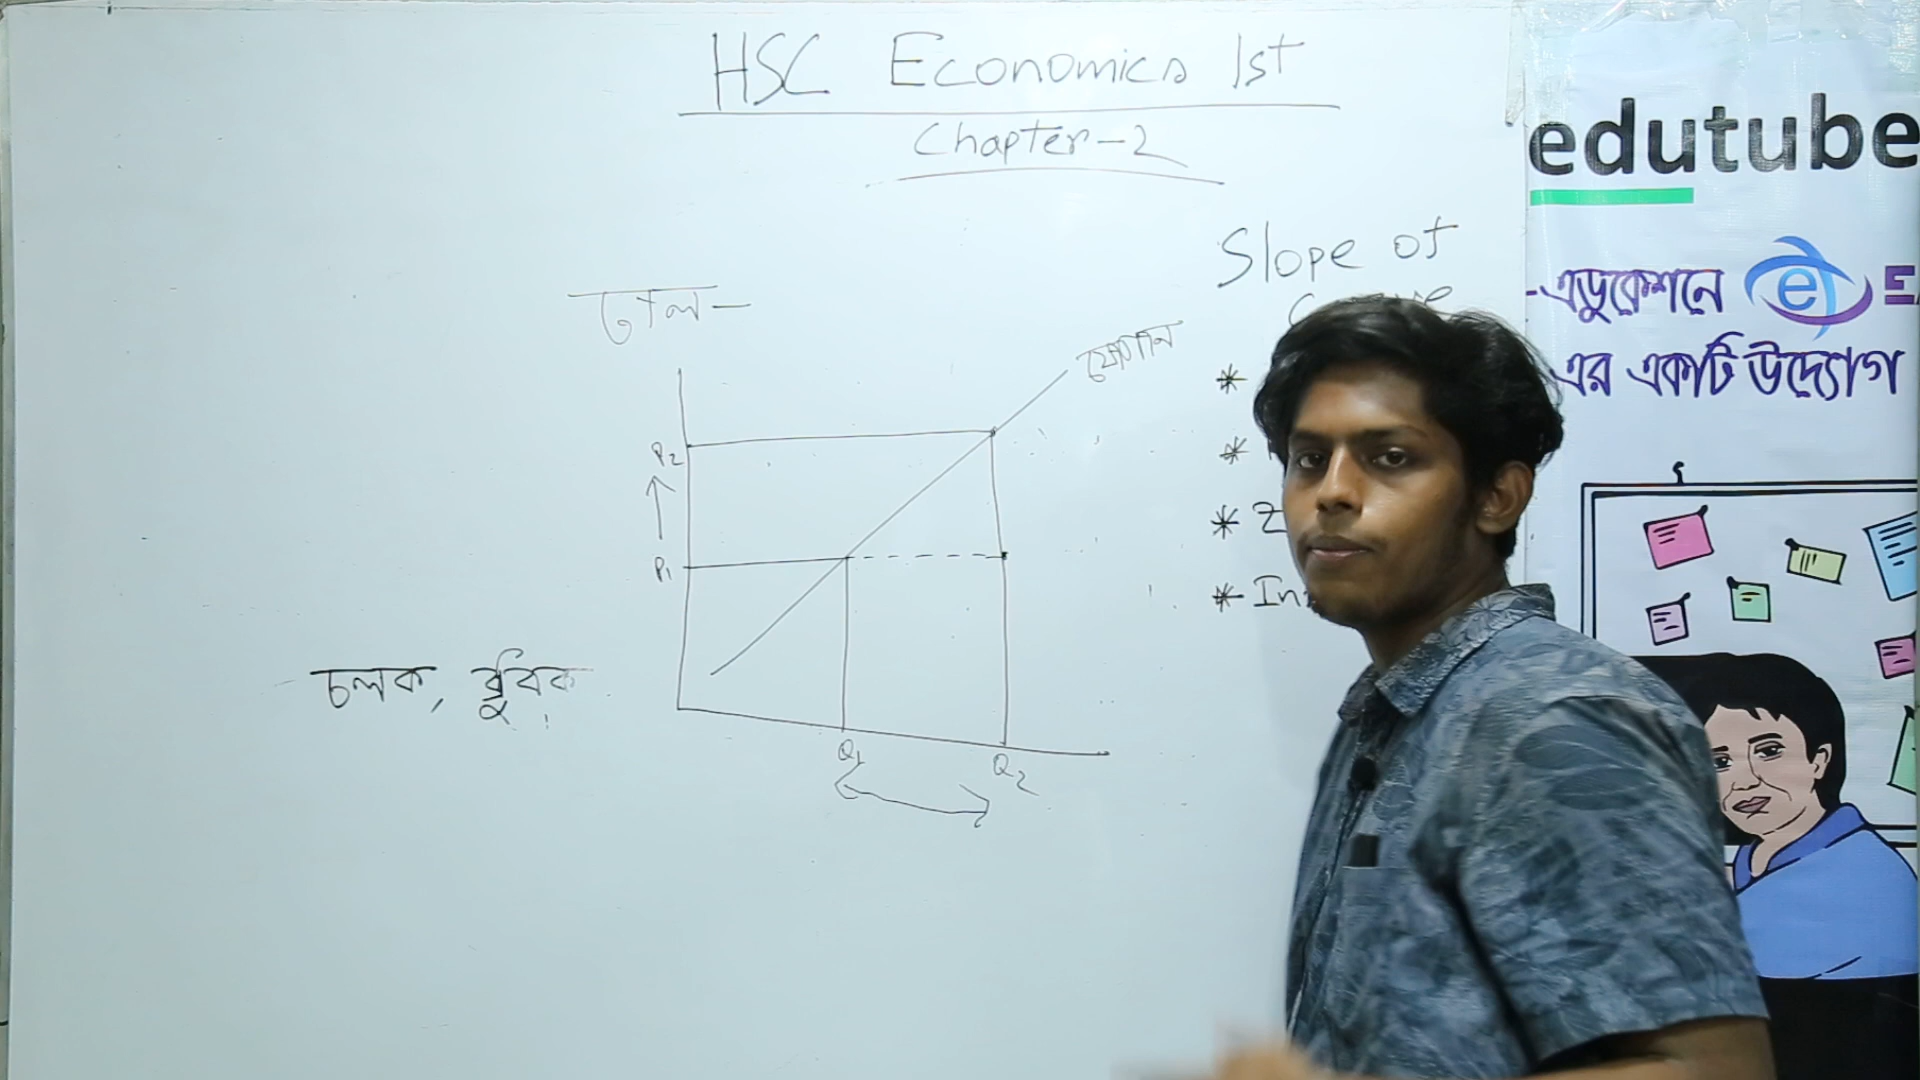 HSC Economics 1st
Chapter-2
Slope of
ঢাল-
যোগান
P2
P1
Q1
Q2
চলক, ধ্রুবক
*
*
* Z
* In
edutube
-এডুকেশনে
এর একটি উদ্যোগ